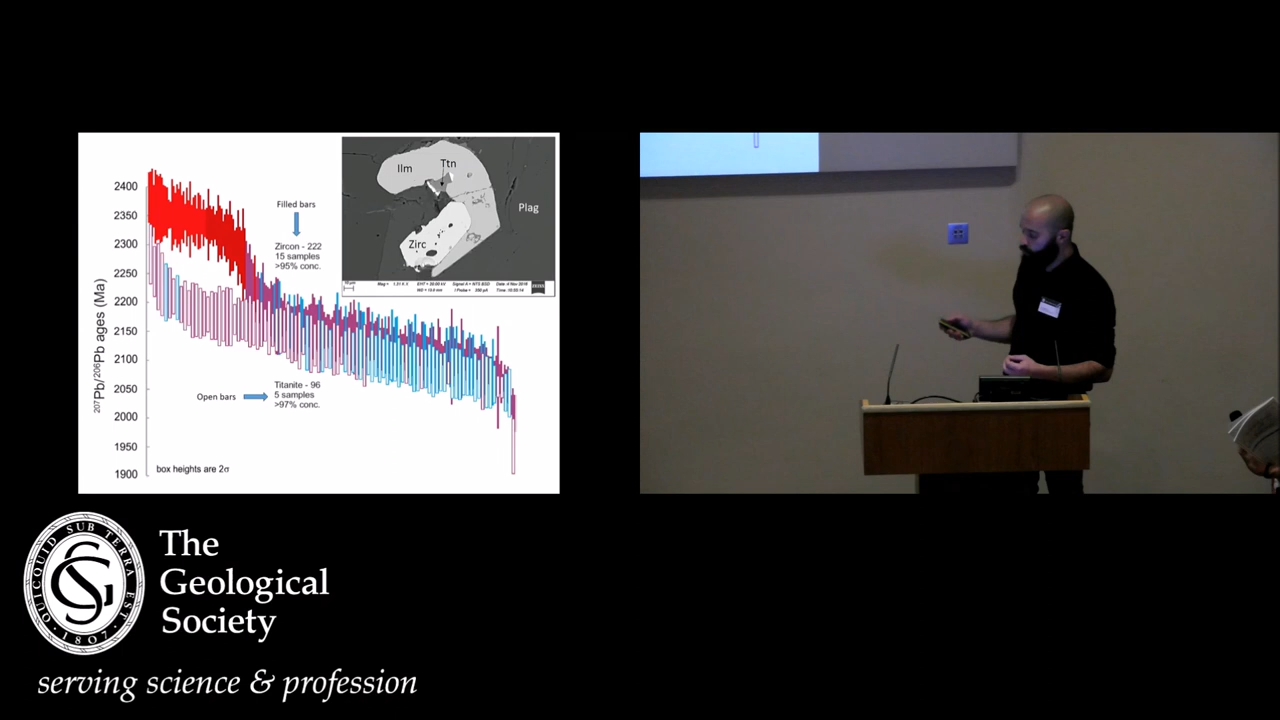 2400
2350
2300
2250
2200
2150
2100
2050
2000
1950
1900
207Pb/206Pb ages (Ma)
Filled bars
Zircon - 222
15 samples
>95% conc.
Open bars
Titanite - 96
5 samples
>97% conc.
box heights are 2σ
Ilm
Ttn
Plag
Zirc
The
Geological
Society
QUICQUID SUB TERRA EST
1807
serving science & profession